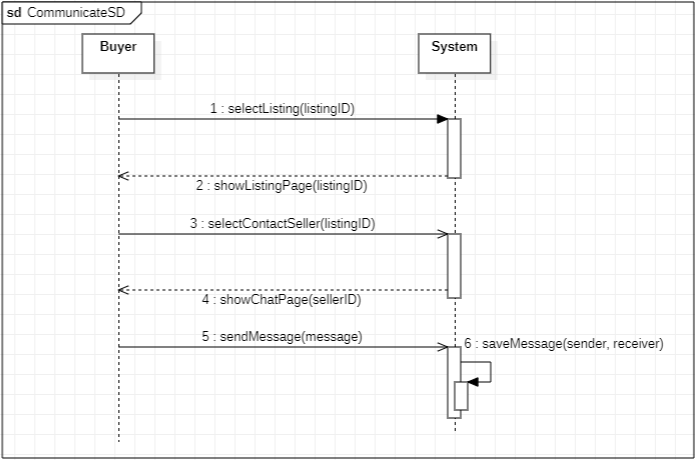 sd CommunicateSD
Buyer
System
1 : selectListing(listingID)
2 : showListingPage(listingID)
3 : selectContactSeller(listingID)
4 : showChatPage(sellerID)
5 : sendMessage(message)
6 : saveMessage(sender, receiver)